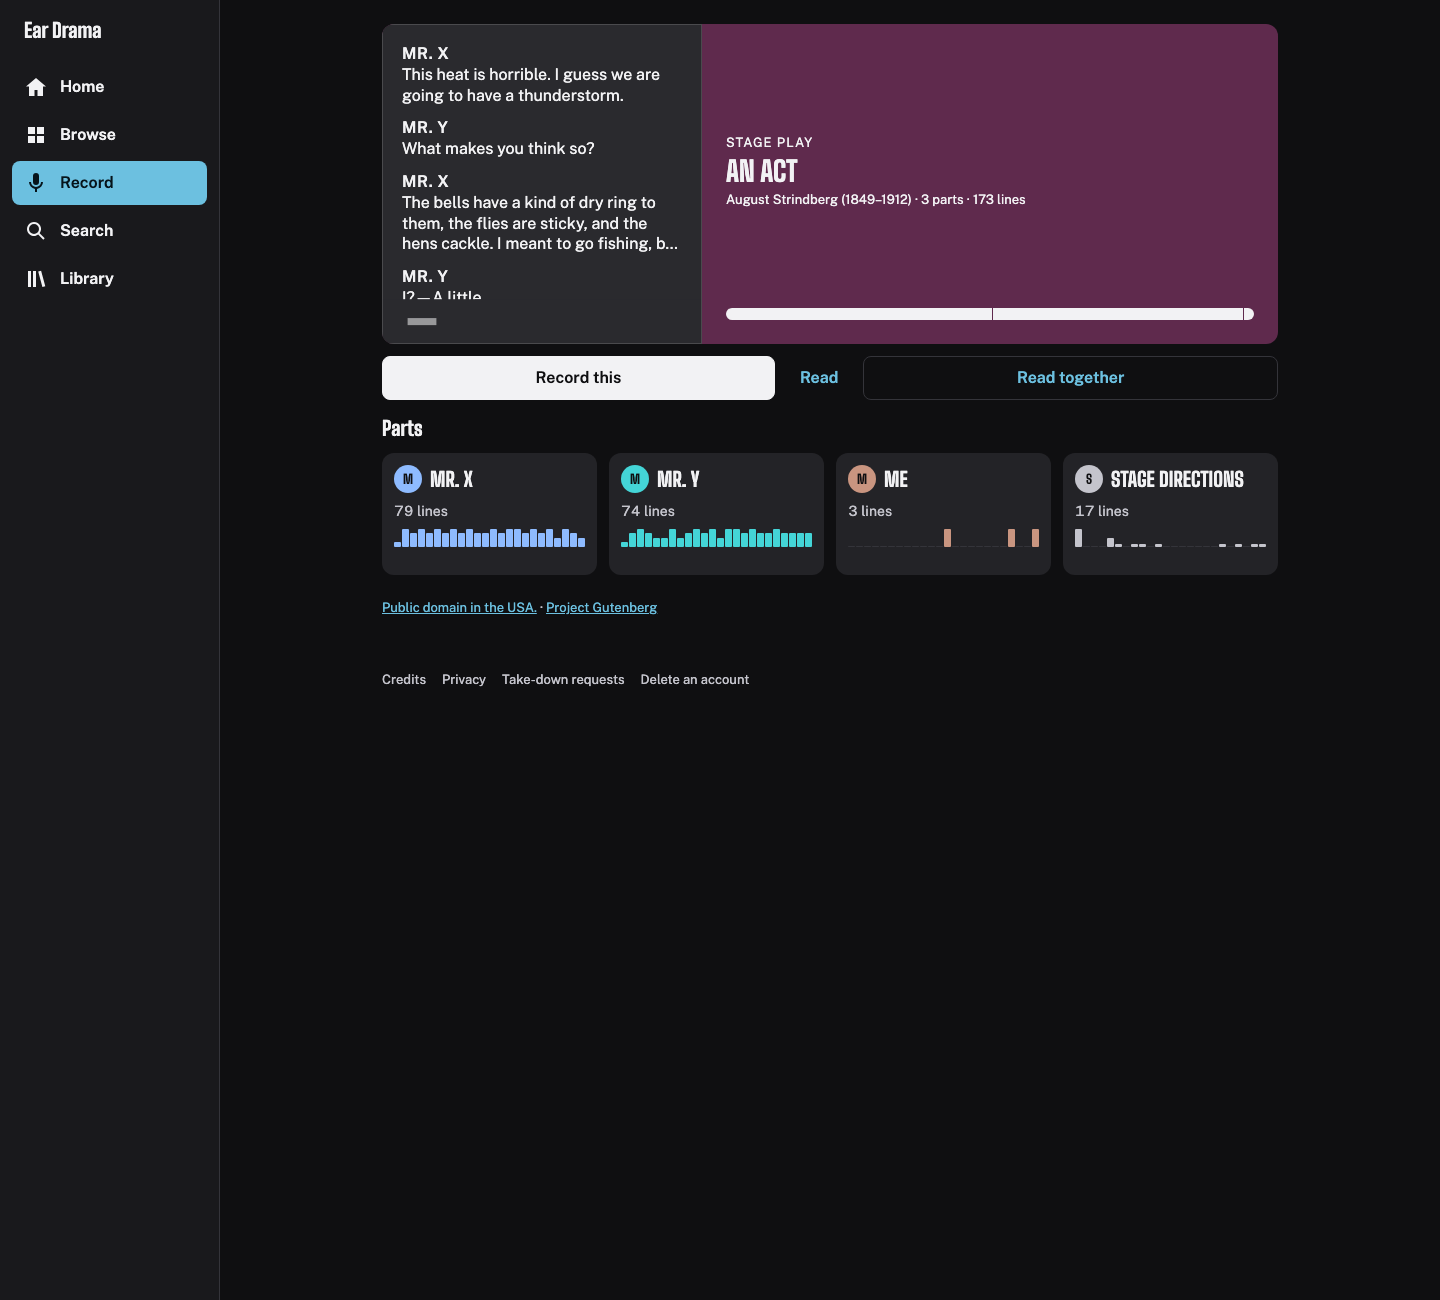 Ear Drama
Home
Browse
Record
Search
Library
MR. X
This heat is horrible. I guess we are
going to have a thunderstorm.
MR. Y
What makes you think so?
MR. X
The bells have a kind of dry ring to
them, the flies are sticky, and the
hens cackle. I meant to go fishing, b...
MR. Y
I?—A little
STAGE PLAY
AN ACT
August Strindberg (1849–1912) · 3 parts · 173 lines
Record this
Read
Read together
Parts
M MR. X
79 lines
M MR. Y
74 lines
M ME
3 lines
S STAGE DIRECTIONS
17 lines
Public domain in the USA. · Project Gutenberg
Credits Privacy Take-down requests Delete an account